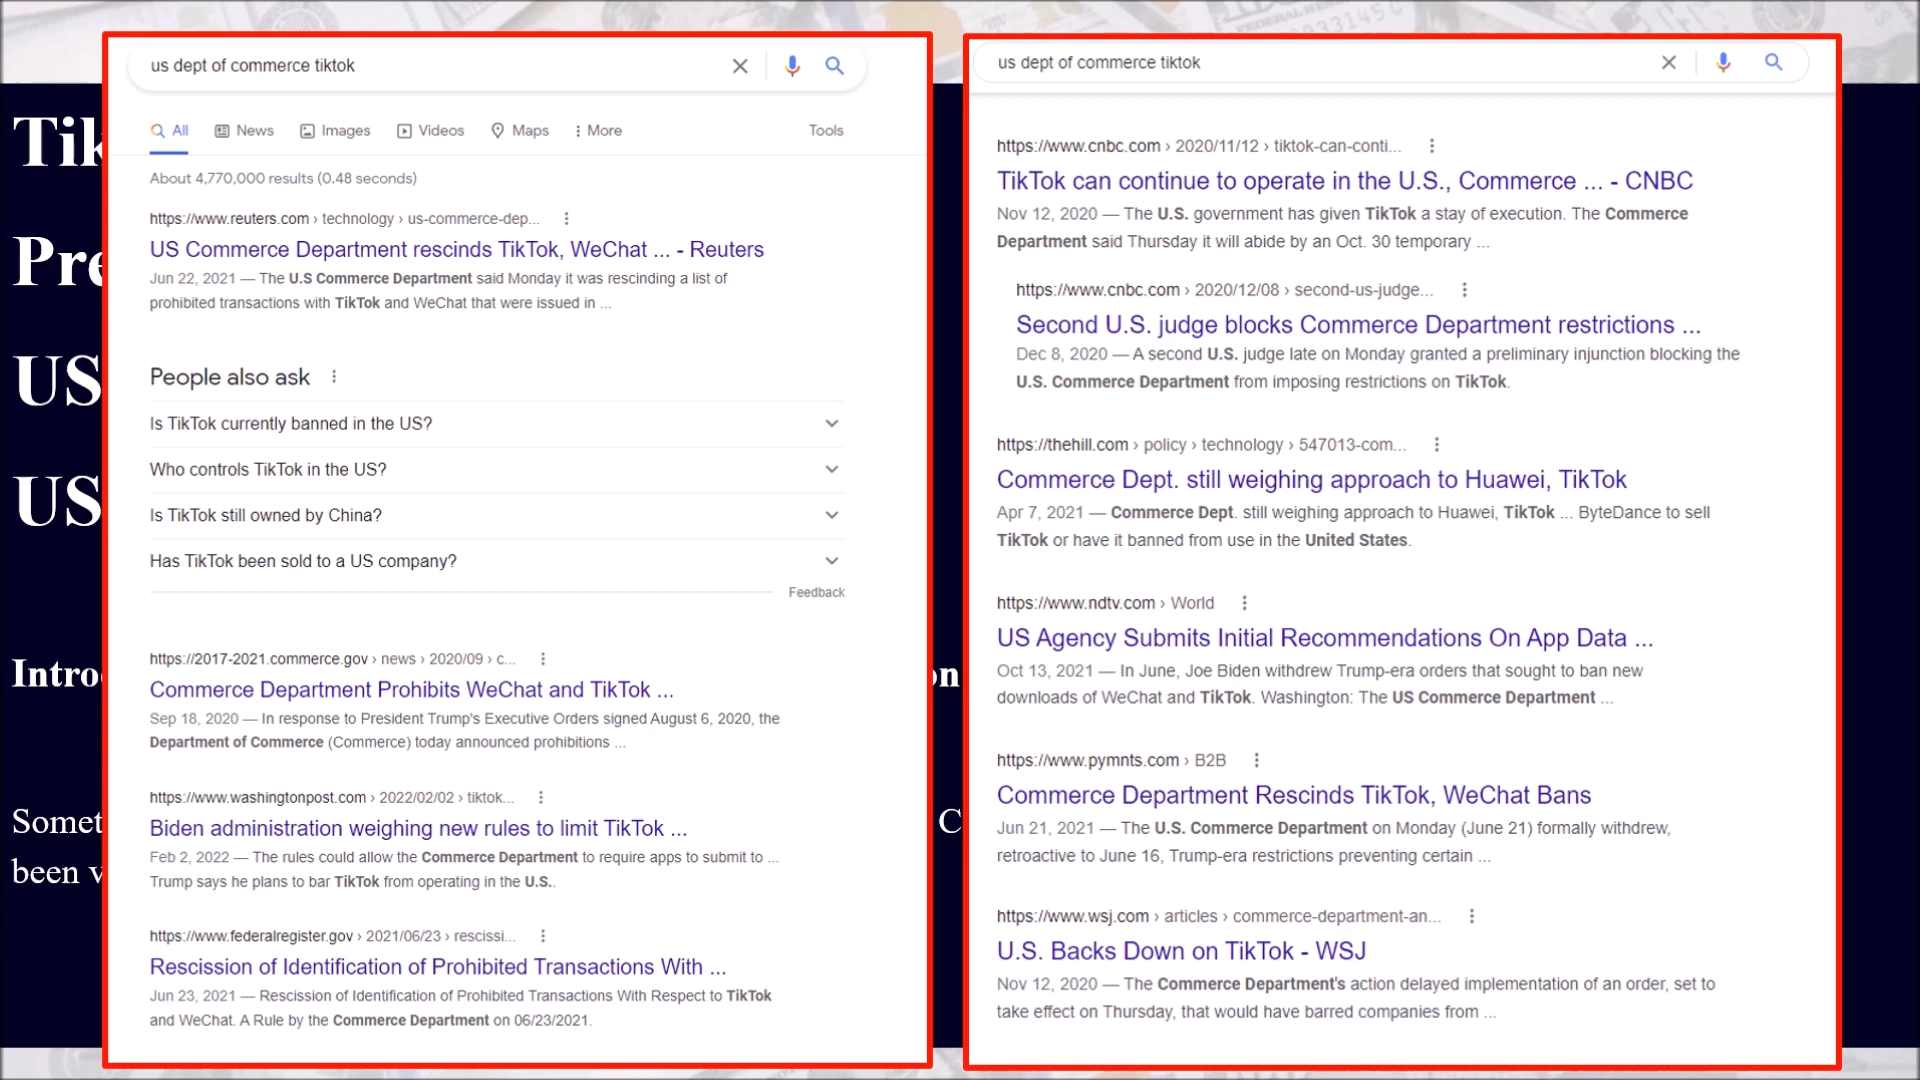 us dept of commerce tiktok
All News Images Videos Maps More Tools
About 4,770,000 results (0.48 seconds)
https://www.reuters.com › technology › us-commerce-dep...
US Commerce Department rescinds TikTok, WeChat ... - Reuters
Jun 22, 2021 — The U.S Commerce Department said Monday it was rescinding a list of
prohibited transactions with TikTok and WeChat that were issued in ...
People also ask
Is TikTok currently banned in the US?
Who controls TikTok in the US?
Is TikTok still owned by China?
Has TikTok been sold to a US company?
Feedback
https://2017-2021.commerce.gov › news › 2020/09 › c...
Commerce Department Prohibits WeChat and TikTok ...
Sep 18, 2020 — In response to President Trump's Executive Orders signed August 6, 2020, the
Department of Commerce (Commerce) today announced prohibitions ...
https://www.washingtonpost.com › 2022/02/02 › tiktok...
Biden administration weighing new rules to limit TikTok ...
Feb 2, 2022 — The rules could allow the Commerce Department to require apps to submit to ...
Trump says he plans to bar TikTok from operating in the U.S..
https://www.federalregister.gov › 2021/06/23 › rescissi...
Rescission of Identification of Prohibited Transactions With ...
Jun 23, 2021 — Rescission of Identification of Prohibited Transactions With Respect to TikTok
and WeChat. A Rule by the Commerce Department on 06/23/2021.
us dept of commerce tiktok
https://www.cnbc.com › 2020/11/12 › tiktok-can-conti...
TikTok can continue to operate in the U.S., Commerce ... - CNBC
Nov 12, 2020 — The U.S. government has given TikTok a stay of execution. The Commerce
Department said Thursday it will abide by an Oct. 30 temporary ...
https://www.cnbc.com › 2020/12/08 › second-us-judge...
Second U.S. judge blocks Commerce Department restrictions ...
Dec 8, 2020 — A second U.S. judge late on Monday granted a preliminary injunction blocking the
U.S. Commerce Department from imposing restrictions on TikTok.
https://thehill.com › policy › technology › 547013-com...
Commerce Dept. still weighing approach to Huawei, TikTok
Apr 7, 2021 — Commerce Dept. still weighing approach to Huawei, TikTok ... ByteDance to sell
TikTok or have it banned from use in the United States.
https://www.ndtv.com › World
US Agency Submits Initial Recommendations On App Data ...
Oct 13, 2021 — In June, Joe Biden withdrew Trump-era orders that sought to ban new
downloads of WeChat and TikTok. Washington: The US Commerce Department ...
https://www.pymnts.com › B2B
Commerce Department Rescinds TikTok, WeChat Bans
Jun 21, 2021 — The U.S. Commerce Department on Monday (June 21) formally withdrew,
retroactive to June 16, Trump-era restrictions preventing certain ...
https://www.wsj.com › articles › commerce-department-an...
U.S. Backs Down on TikTok - WSJ
Nov 12, 2020 — The Commerce Department's action delayed implementation of an order, set to
take effect on Thursday, that would have barred companies from ...
US
US
been